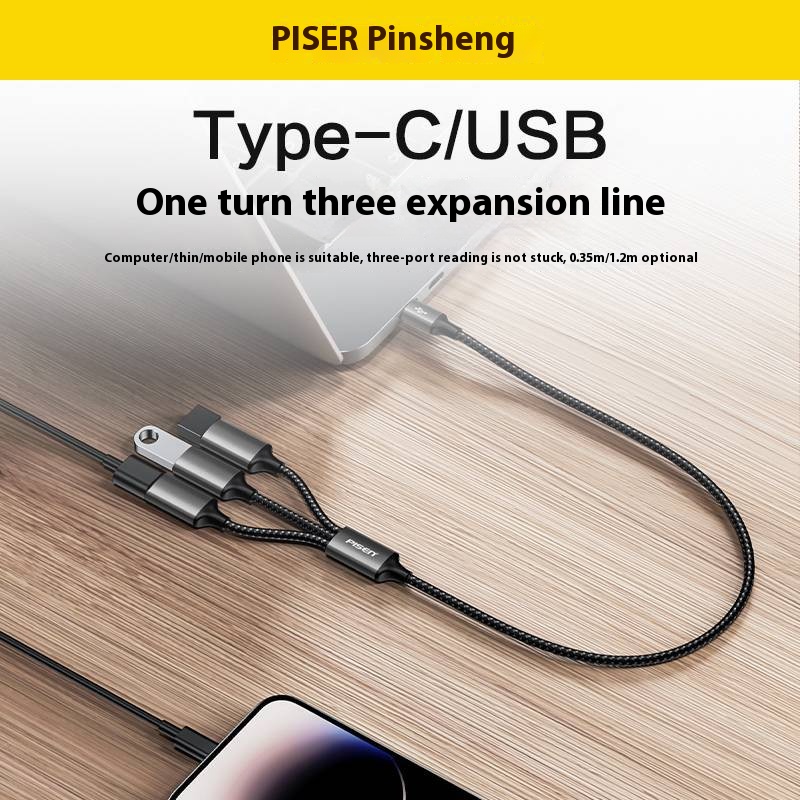 PISER Pinsheng
Type-C/USB
One turn three expansion line
Computer/thin/mobile phone is suitable, three-port reading is not stuck, 0.35m/1.2m optional
PISEN